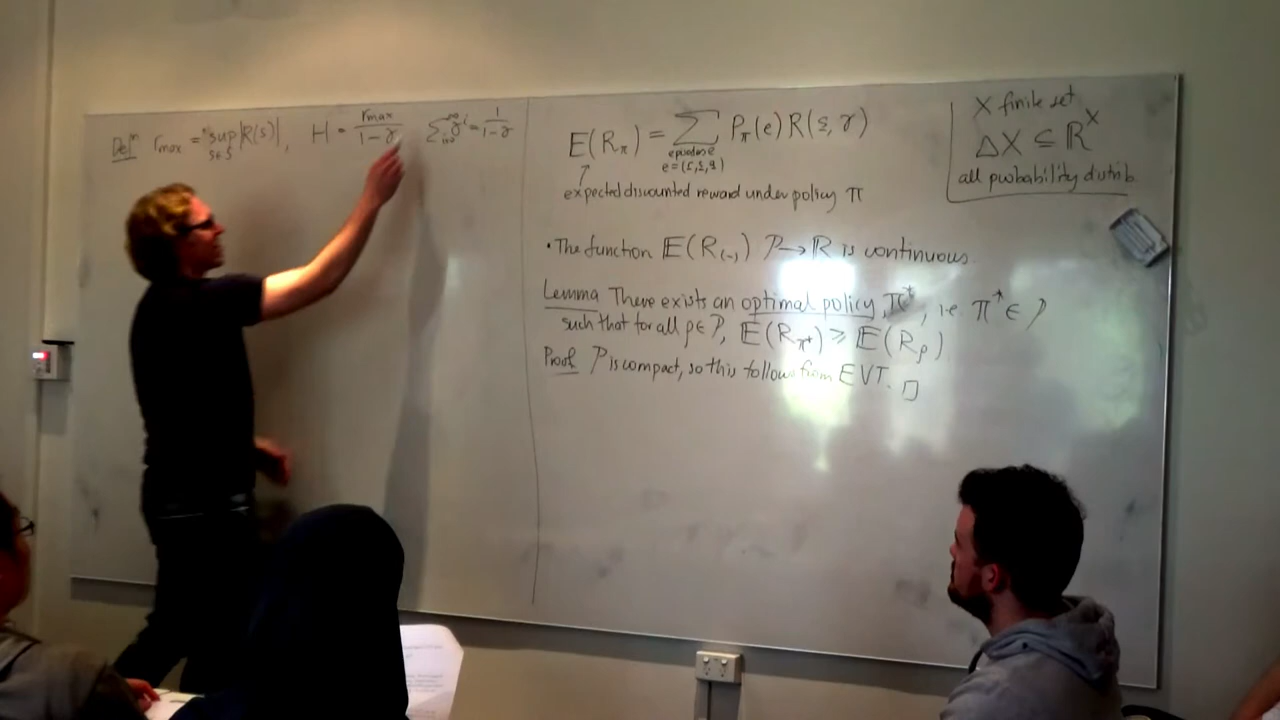 Defⁿ r_max = sup_{s∈S} |R(s)|, H = r_max / (1-γ) Σ_{i=0}^∞ γ^i = 1/(1-γ)
E(R_π) = Σ P_π(e) R(s, γ)
episodes e
e = (s, a, q)
↑
expected discounted reward under policy π
• The function E(R_(-)) P → R is continuous.
Lemma There exists an optimal policy π*, i.e. π* ∈ P
such that for all ρ ∈ P, E(R_π*) ≥ E(R_ρ)
Proof P is compact, so this follows from EVT. □
X finite set
ΔX ⊆ R^X
all probability distrib.